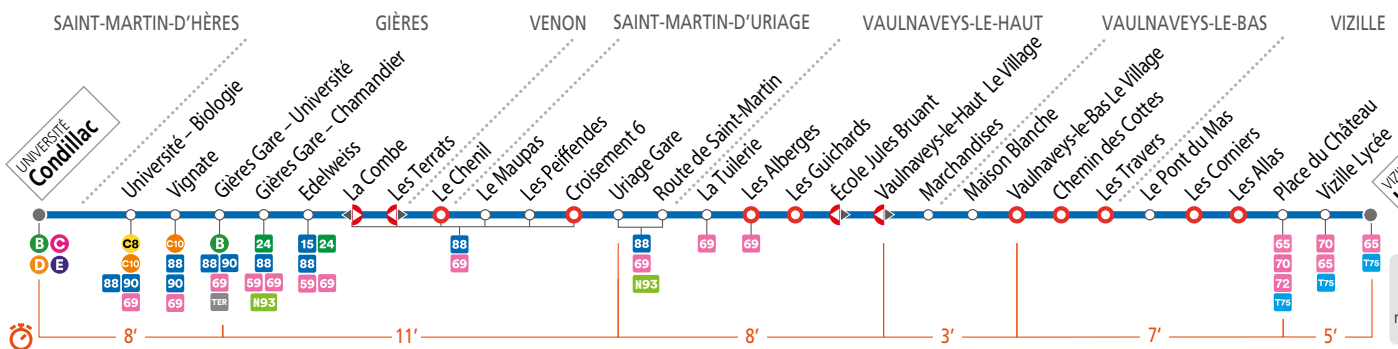 SAINT-MARTIN-D'HÈRES
GIÈRES
VENON
SAINT-MARTIN-D'URIAGE
VAULNAVEYS-LE-HAUT
VAULNAVEYS-LE-BAS
VIZILLE
UNIVERSITÉ
Condillac
Université – Biologie
Vignate
Gières Gare – Université
Gières Gare – Chamandier
Edelweiss
La Combe
Les Terrats
Le Chenil
Le Maupas
Les Peiffendes
Croisement 6
Uriage Gare
Route de Saint-Martin
La Tuilerie
Les Alberges
Les Guichards
École Jules Bruant
Vaulnaveys-le-Haut Le Village
Marchandises
Maison Blanche
Vaulnaveys-le-Bas Le Village
Chemin des Cottes
Les Travers
Le Pont du Mas
Les Corniers
Les Allas
Place du Château
Vizille Lycée
B C
D E
C8
C10
88 90
69
C10
88
90
69
B
88 90
69
TER
24
88
59 69
N93
15 24
88
59 69
88
69
88
69
N93
69
69
65
70
72
T75
70
65
T75
65
T75
8’
11’
8’
3’
7’
5’